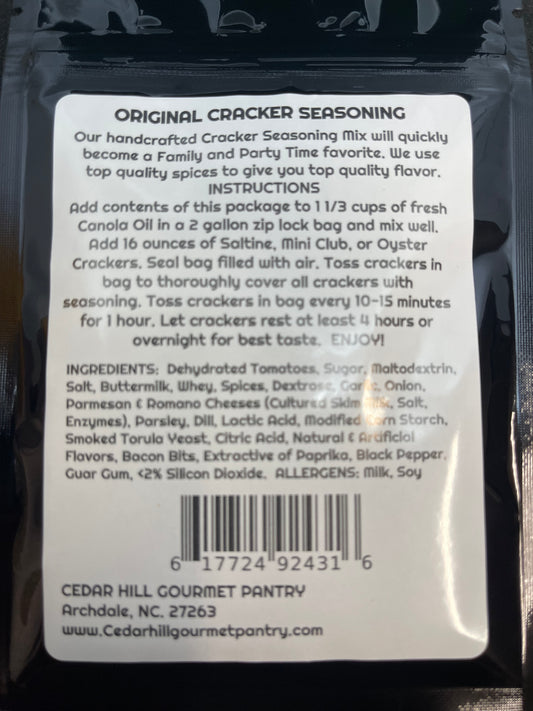 ORIGINAL CRACKER SEASONING
Our handcrafted Cracker Seasoning Mix will quickly
become a Family and Party Time favorite. We use
top quality spices to give you top quality flavor.
INSTRUCTIONS
Add contents of this package to 1 1/3 cups of fresh
Canola Oil in a 2 gallon zip lock bag and mix well.
Add 16 ounces of Saltine, Mini Club, or Oyster
Crackers. Seal bag filled with air. Toss crackers in
bag to thoroughly cover all crackers with
seasoning. Toss crackers in bag every 10-15 minutes
for 1 hour. Let crackers rest at least 4 hours or
overnight for best taste. ENJOY!
INGREDIENTS: Dehydrated Tomatoes, Sugar, Maltodextrin,
Salt, Buttermilk, Whey, Spices, Dextrose, Garlic, Onion,
Parmesan & Romano Cheeses (Cultured Skim Milk, Salt,
Enzymes), Parsley, Dill, Lactic Acid, Modified Corn Starch,
Smoked Torula Yeast, Citric Acid, Natural & Artificial
Flavors, Bacon Bits, Extractive of Paprika, Black Pepper,
Guar Gum, <2% Silicon Dioxide. ALLERGENS: Milk, Soy
6 17724 92431 6
CEDAR HILL GOURMET PANTRY
Archdale, NC. 27263
www.Cedarhillgourmetpantry.com